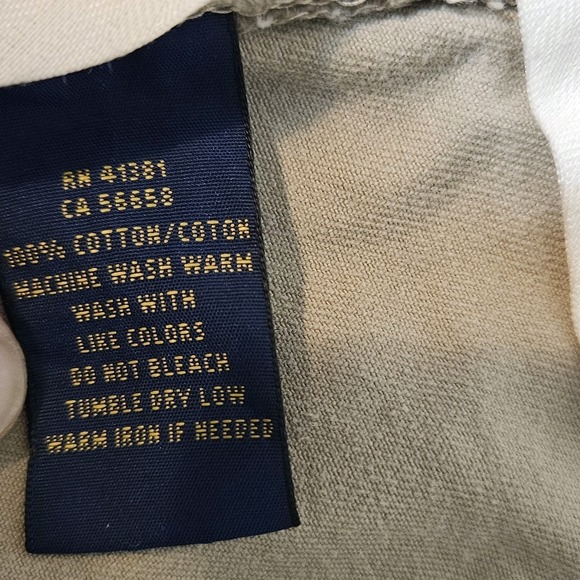 RN 41381
CA 56658
100% COTTON/COTON
MACHINE WASH WARM
WASH WITH
LIKE COLORS
DO NOT BLEACH
TUMBLE DRY LOW
WARM IRON IF NEEDED